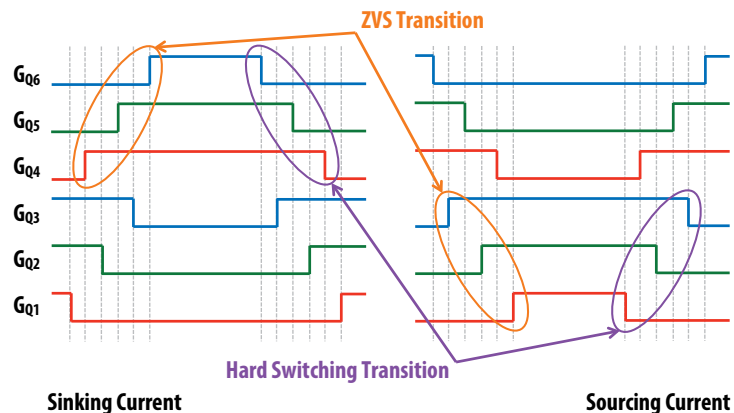 ZVS Transition
GQ6
GQ5
GQ4
GQ3
GQ2
GQ1
Hard Switching Transition
Sinking Current
Sourcing Current